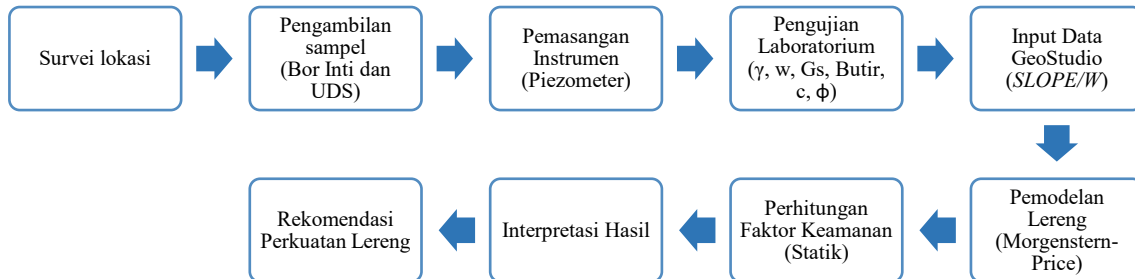 Survei lokasi
Pengambilan
sampel
(Bor Inti dan
UDS)
Pemasangan
Instrumen
(Piezometer)
Pengujian
Laboratorium
(γ, w, Gs, Butir,
c, ϕ)
Input Data
GeoStudio
(SLOPE/W)
Pemodelan
Lereng
(Morgenstern-
Price)
Perhitungan
Faktor Keamanan
(Statik)
Interpretasi Hasil
Rekomendasi
Perkuatan Lereng